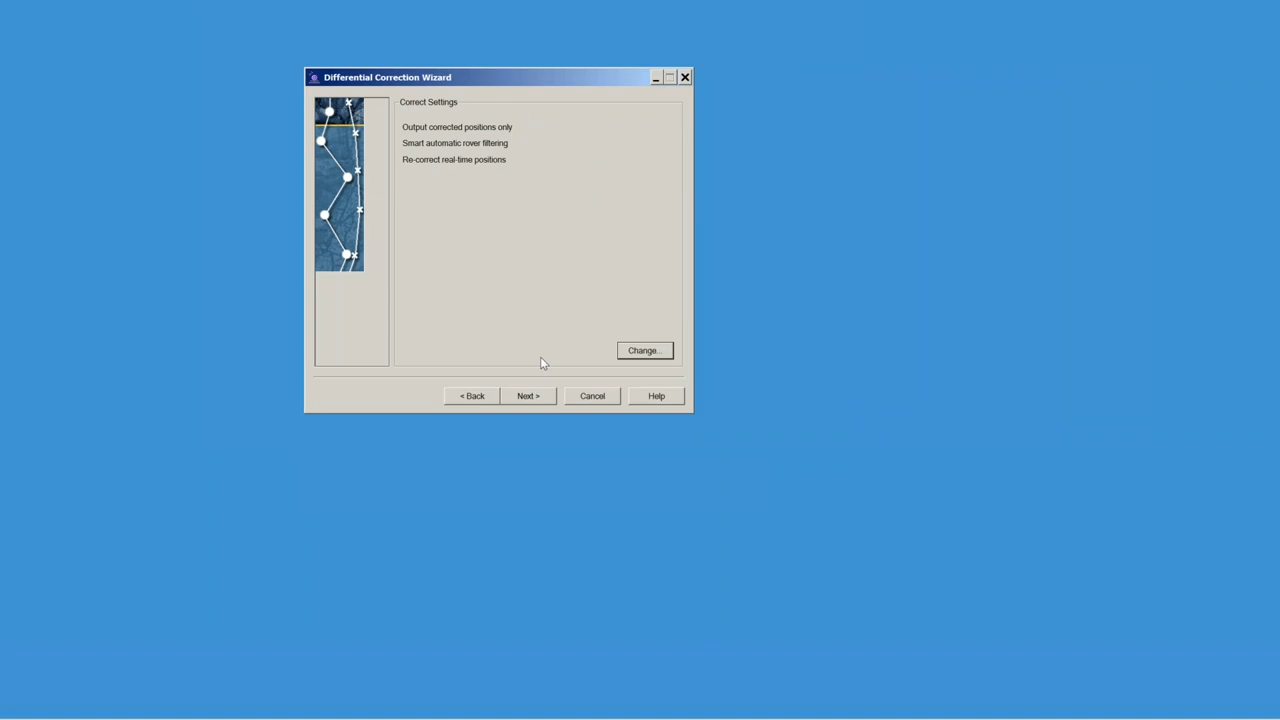 Differential Correction Wizard
Correct Settings
Output corrected positions only
Smart automatic rover filtering
Re-correct real-time positions
Change...
< Back
Next >
Cancel
Help